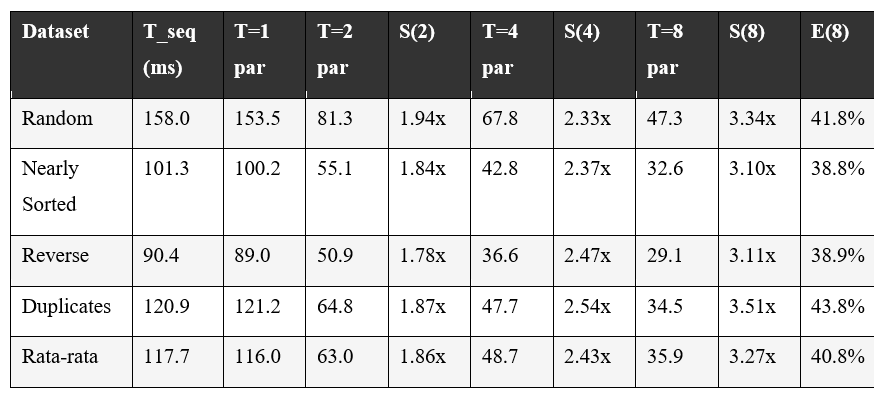 Dataset T_seq (ms) T=1 par T=2 par S(2) T=4 par S(4) T=8 par S(8) E(8)
Random 158.0 153.5 81.3 1.94x 67.8 2.33x 47.3 3.34x 41.8%
Nearly Sorted 101.3 100.2 55.1 1.84x 42.8 2.37x 32.6 3.10x 38.8%
Reverse 90.4 89.0 50.9 1.78x 36.6 2.47x 29.1 3.11x 38.9%
Duplicates 120.9 121.2 64.8 1.87x 47.7 2.54x 34.5 3.51x 43.8%
Rata-rata 117.7 116.0 63.0 1.86x 48.7 2.43x 35.9 3.27x 40.8%